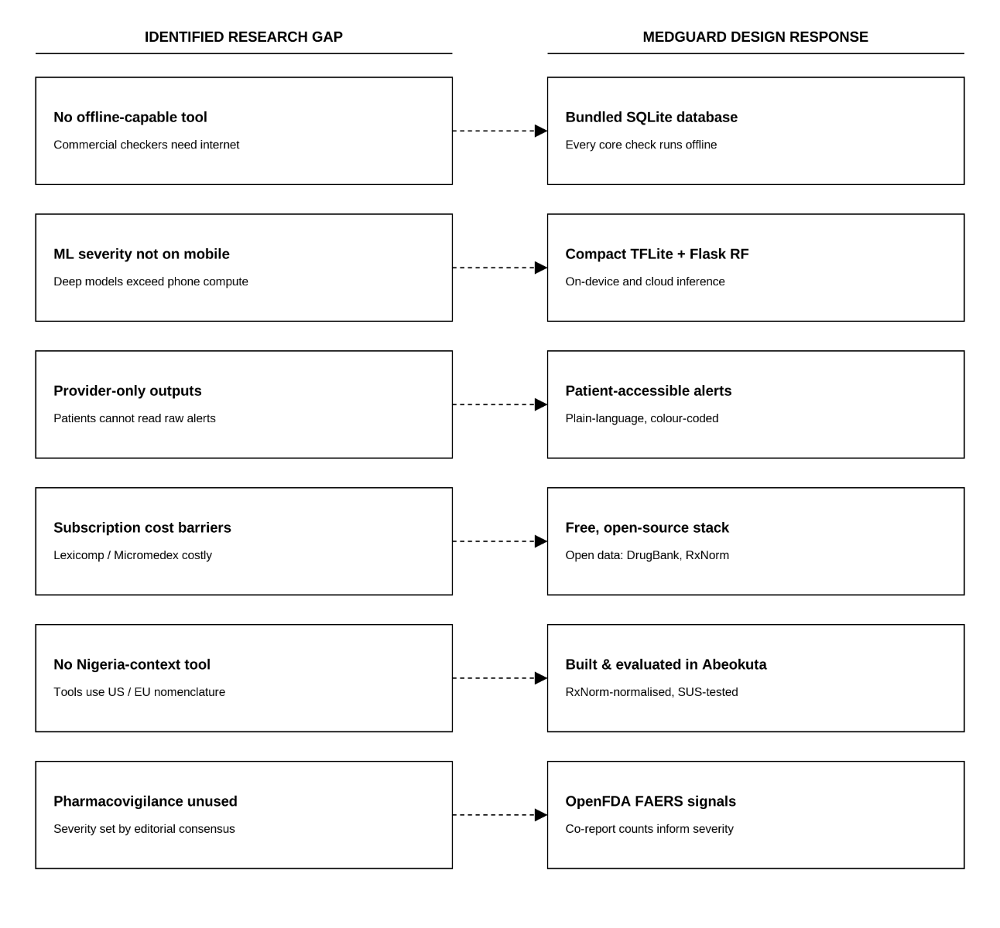 IDENTIFIED RESEARCH GAP
MEDGUARD DESIGN RESPONSE
No offline-capable tool
Commercial checkers need internet
Bundled SQLite database
Every core check runs offline
ML severity not on mobile
Deep models exceed phone compute
Compact TFLite + Flask RF
On-device and cloud inference
Provider-only outputs
Patients cannot read raw alerts
Patient-accessible alerts
Plain-language, colour-coded
Subscription cost barriers
Lexicomp / Micromedex costly
Free, open-source stack
Open data: DrugBank, RxNorm
No Nigeria-context tool
Tools use US / EU nomenclature
Built & evaluated in Abeokuta
RxNorm-normalised, SUS-tested
Pharmacovigilance unused
Severity set by editorial consensus
OpenFDA FAERS signals
Co-report counts inform severity